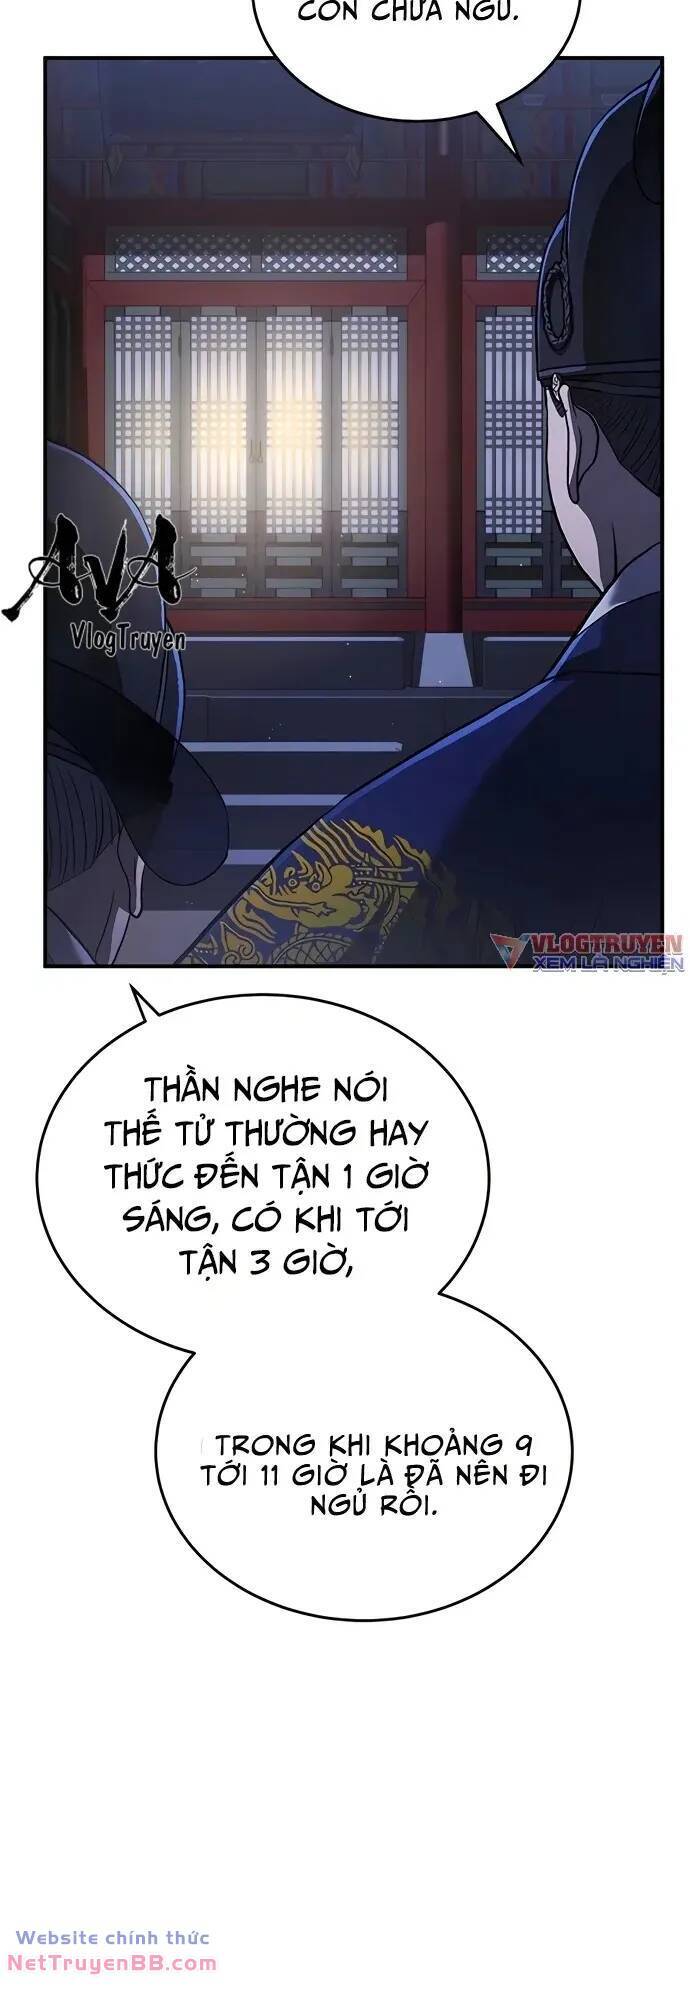 CON CHƯA NGỦ.
AVA
VlogTruyện
VLOGTRUYEN
XEM LÀ NGHIỆN
THẦN NGHE NÓI
THẾ TỬ THƯỜNG HAY
THỨC ĐẾN TẬN 1 GIỜ
SÁNG, CÓ KHI TỚI
TẬN 3 GIỜ,
TRONG KHI KHOẢNG 9
TỚI 11 GIỜ LÀ ĐÃ NÊN ĐI
NGỦ RỒI.
Website chính thức
NetTruyenBB.com